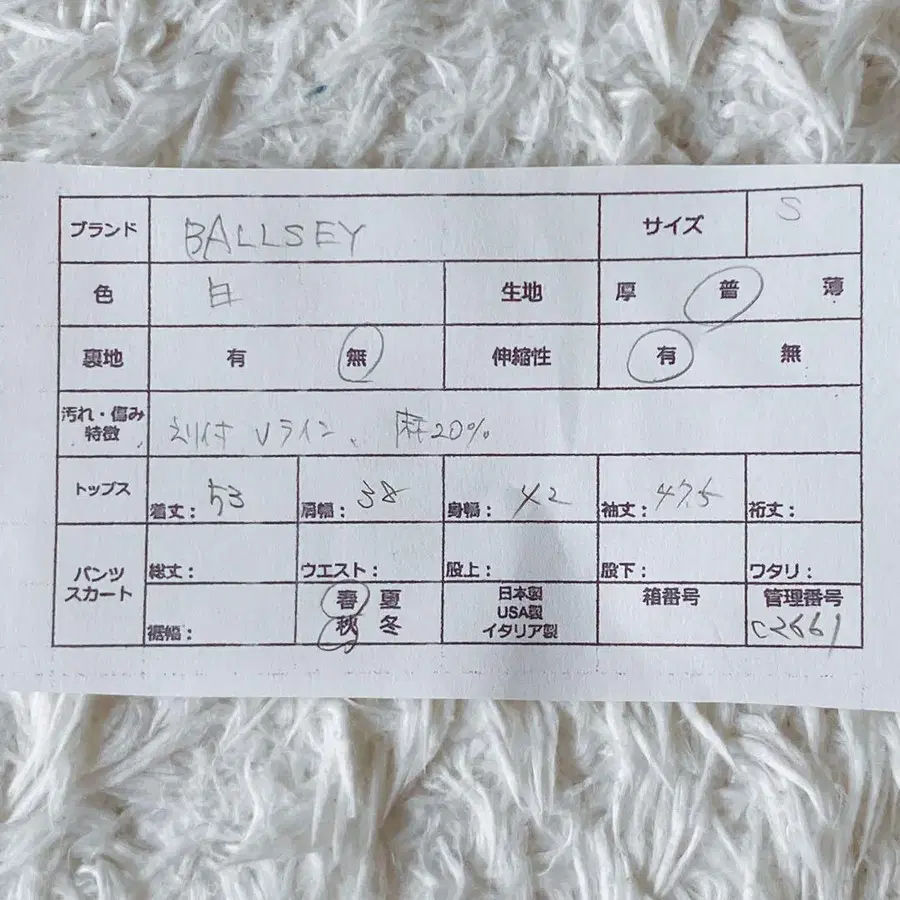 ブランド BALLSEY サイズ S
色 白 生地 厚 普 薄
裏地 有 無 伸縮性 有 無
汚れ・傷み
特徴 えり付 Vライン、麻20%
トップス 着丈: 53 肩幅: 38 身幅: 42 袖丈: 47.5 裄丈:
パンツ
スカート 総丈: ウエスト: 股上: 股下: ワタリ:
裾幅: 春 夏
秋 冬
日本製
USA製
イタリア製
箱番号 管理番号
C2661